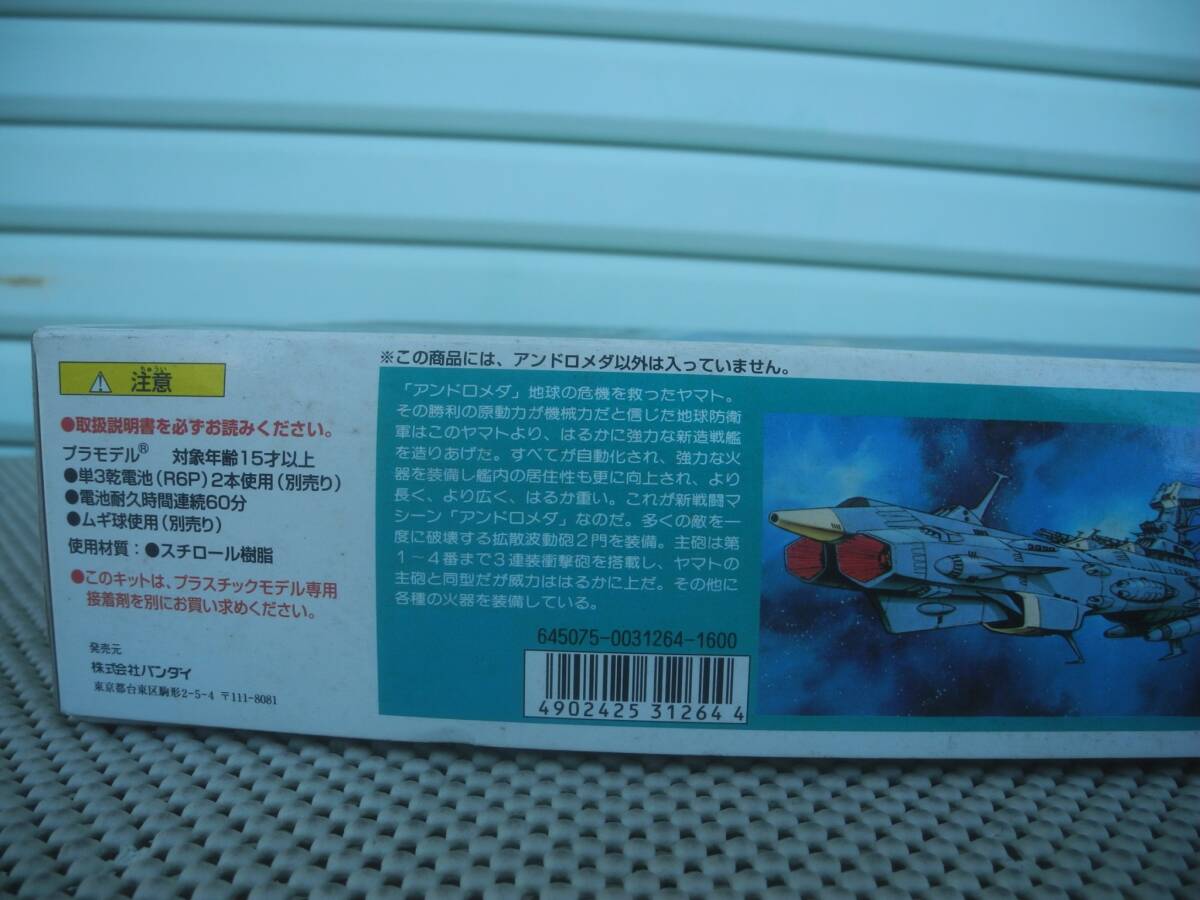 ちゅうい
注意
●取扱説明書を必ずお読みください。
プラモデル® 対象年齢15才以上
●単3乾電池(R6P)2本使用(別売り)
●電池耐久時間連続60分
●ムギ球使用(別売り)
使用材質:●スチロール樹脂
●このキットは、プラスチックモデル専用
接着剤を別にお買い求めください。
発売元
株式会社バンダイ
東京都台東区駒形2-5-4 〒111-8081
※この商品には、アンドロメダ以外は入っていません。
「アンドロメダ」地球の危機を救ったヤマト。
その勝利の原動力が機械力だと信じた地球防衛
軍はこのヤマトより、はるかに強力な新造戦艦
を造りあげた。すべてが自動化され、強力な火
器を装備し艦内の居住性も更に向上され、より
長く、より広く、はるか重い。これが新戦闘マ
シーン「アンドロメダ」なのだ。多くの敵を一
度に破壊する拡散波動砲2門を装備。主砲は第
1~4番まで3連装衝撃砲を搭載し、ヤマトの
主砲と同型だが威力ははるかに上だ。その他に
各種の火器を装備している。
645075-0031264-1600
4902425312644